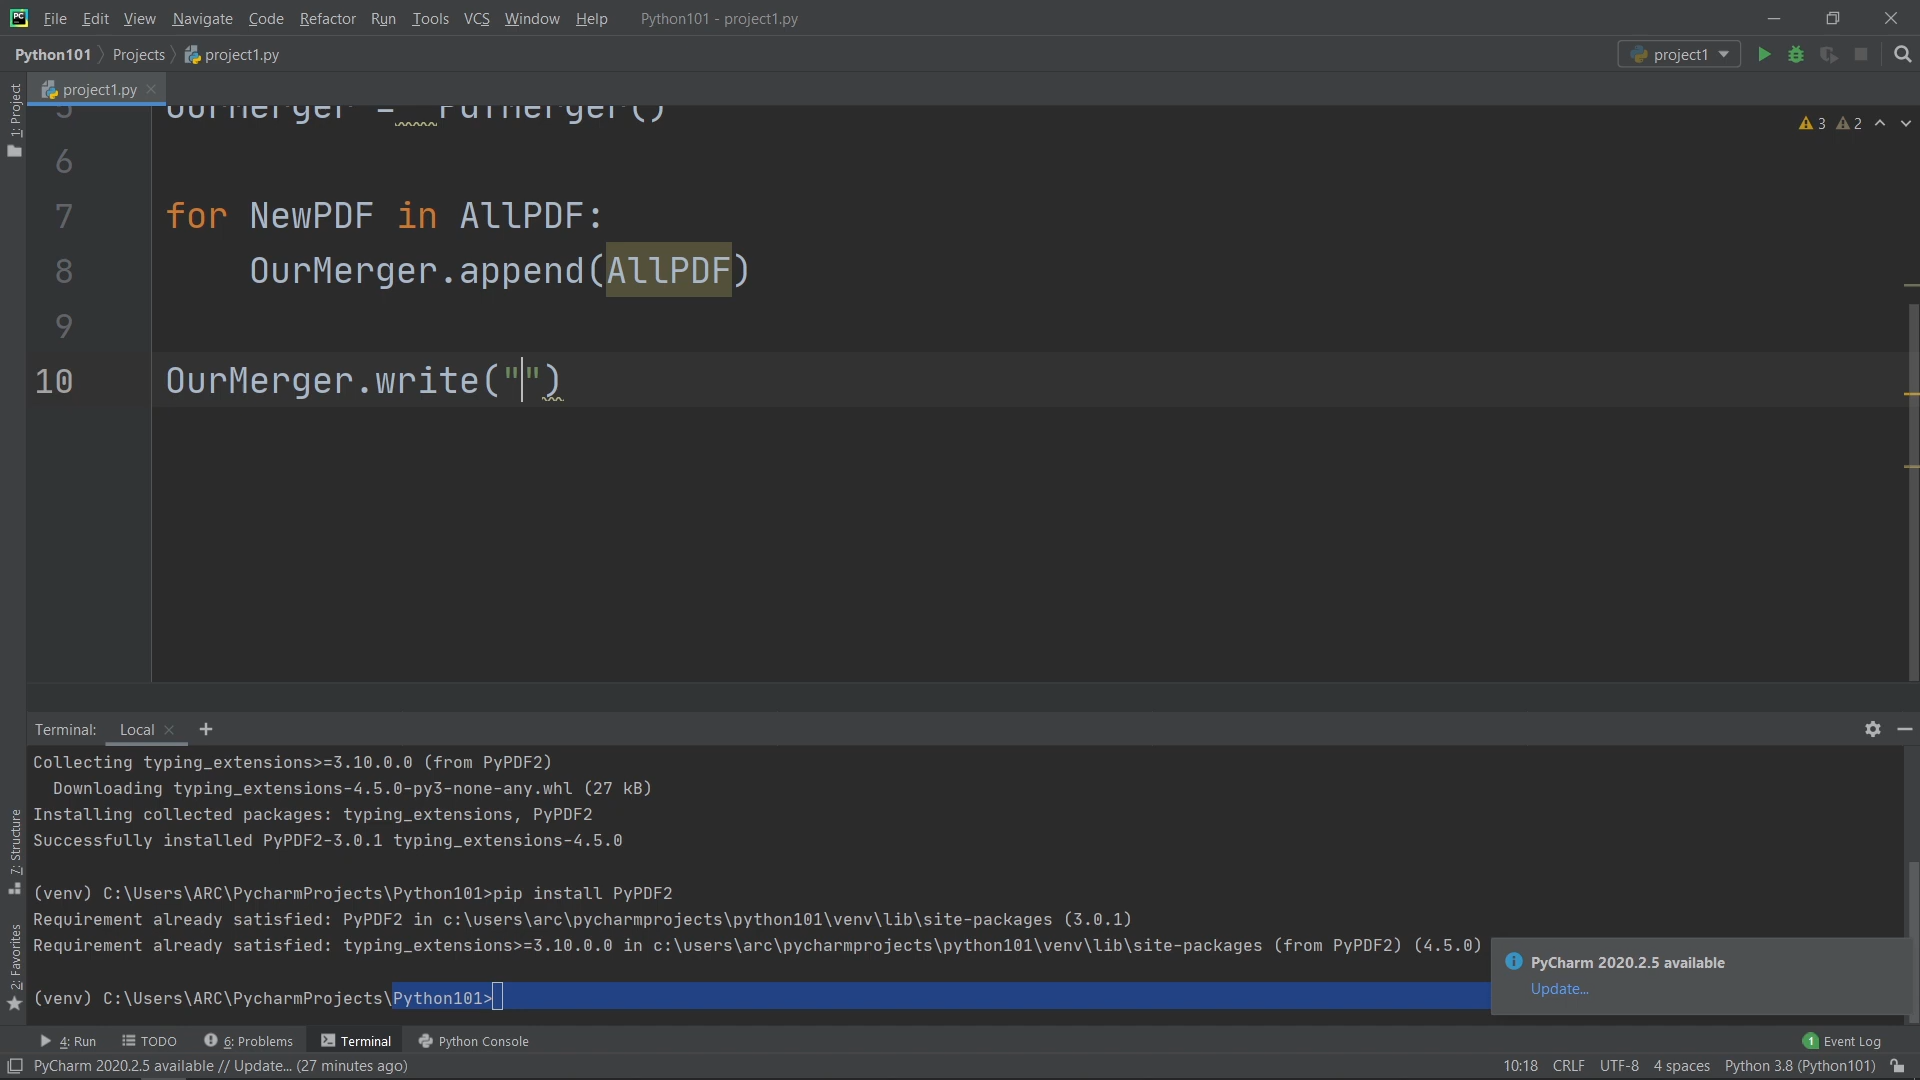 File Edit View Navigate Code Refactor Run Tools VCS Window Help Python101 - project1.py
Python101 Projects project1.py
project1
1: Project
project1.py
5 OurMerger = PdfMerger()
3 2
6
7 for NewPDF in AllPDF:
8 OurMerger.append(AllPDF)
9
10 OurMerger.write("")
Terminal: Local +
Collecting typing_extensions>=3.10.0.0 (from PyPDF2)
Downloading typing_extensions-4.5.0-py3-none-any.whl (27 kB)
Installing collected packages: typing_extensions, PyPDF2
Successfully installed PyPDF2-3.0.1 typing_extensions-4.5.0
(venv) C:\Users\ARC\PycharmProjects\Python101>pip install PyPDF2
Requirement already satisfied: PyPDF2 in c:\users\arc\pycharmprojects\python101\venv\lib\site-packages (3.0.1)
Requirement already satisfied: typing_extensions>=3.10.0.0 in c:\users\arc\pycharmprojects\python101\venv\lib\site-packages (from PyPDF2) (4.5.0)
(venv) C:\Users\ARC\PycharmProjects\Python101>
7: Structure
2: Favorites
PyCharm 2020.2.5 available
Update...
4: Run TODO 6: Problems Terminal Python Console 1 Event Log
PyCharm 2020.2.5 available // Update... (27 minutes ago) 10:18 CRLF UTF-8 4 spaces Python 3.8 (Python101)